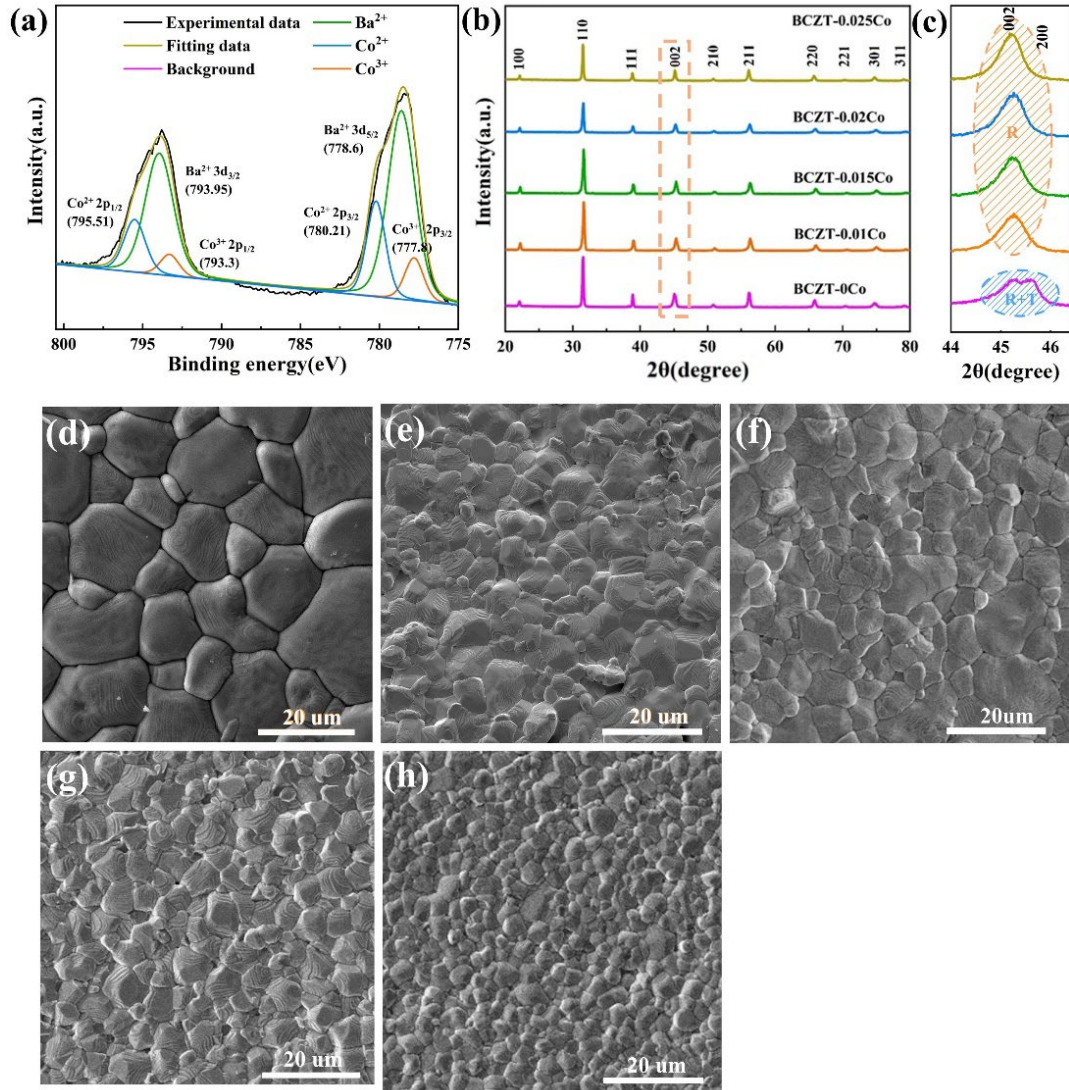 (a)
Experimental data
Fitting data
Background
Ba²⁺
Co²⁺
Co³⁺
Ba²⁺ 3d₅/₂
(778.6)
Ba²⁺ 3d₃/₂
(793.95)
Co²⁺ 2p₁/₂
(795.51)
Co²⁺ 2p₃/₂
(780.21)
Co³⁺ 2p₃/₂
(777.8)
Co³⁺ 2p₁/₂
(793.3)
Intensity(a.u.)
800 795 790 785 780 775
Binding energy(eV)
(b)
BCZT-0.025Co
100 110 111 002 210 211 220 221 301 311
BCZT-0.02Co
BCZT-0.015Co
BCZT-0.01Co
BCZT-0Co
Intensity(a.u.)
20 30 40 50 60 70 80
2θ(degree)
(c)
002
200
R
R+T
44 45 46
2θ(degree)
(d)
20 um
(e)
20 um
(f)
20um
(g)
20 um
(h)
20 um